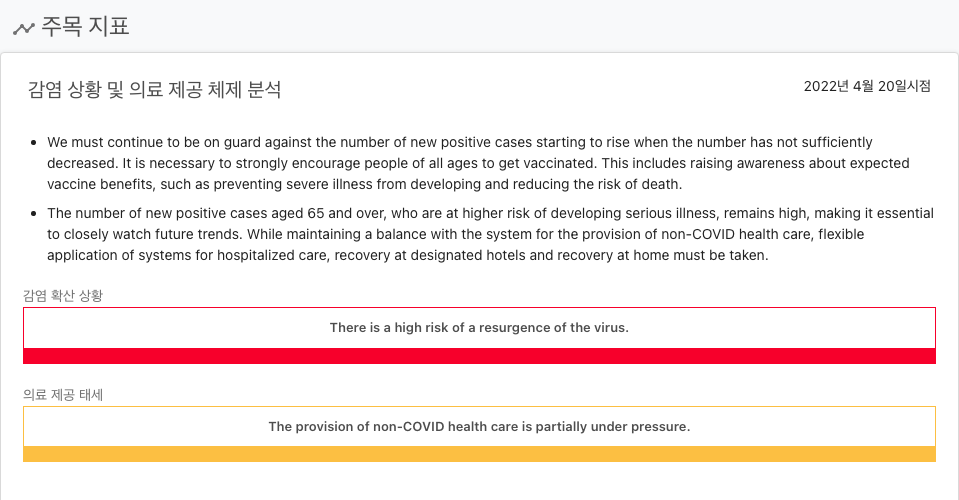 주목 지표
감염 상황 및 의료 제공 체제 분석
2022년 4월 20일시점
We must continue to be on guard against the number of new positive cases starting to rise when the number has not sufficiently
decreased. It is necessary to strongly encourage people of all ages to get vaccinated. This includes raising awareness about expected
vaccine benefits, such as preventing severe illness from developing and reducing the risk of death.
The number of new positive cases aged 65 and over, who are at higher risk of developing serious illness, remains high, making it essential
to closely watch future trends. While maintaining a balance with the system for the provision of non-COVID health care, flexible
application of systems for hospitalized care, recovery at designated hotels and recovery at home must be taken.
감염 확산 상황
There is a high risk of a resurgence of the virus.
의료 제공 태세
The provision of non-COVID health care is partially under pressure.